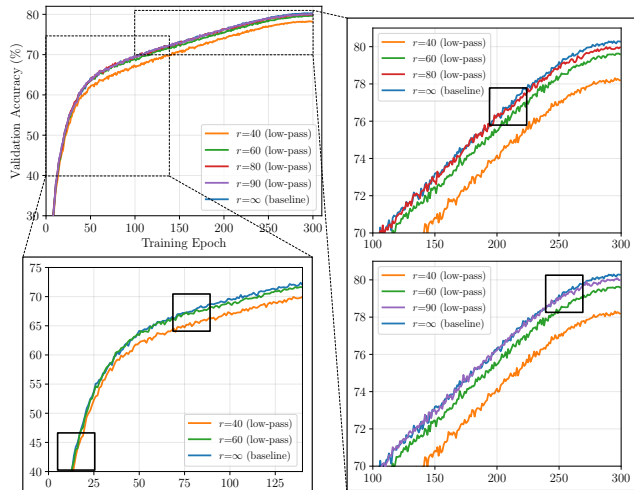 Validation Accuracy (%)
80
70
60
50
40
30
r=40 (low-pass)
r=60 (low-pass)
r=80 (low-pass)
r=90 (low-pass)
r=∞ (baseline)
0 50 100 150 200 250 300
Training Epoch
80
78
76
74
72
70
r=40 (low-pass)
r=60 (low-pass)
r=80 (low-pass)
r=∞ (baseline)
100 150 200 250 300
75
70
65
60
55
50
45
40
r=40 (low-pass)
r=60 (low-pass)
r=∞ (baseline)
0 25 50 75 100 125
80
78
76
74
72
70
r=40 (low-pass)
r=60 (low-pass)
r=90 (low-pass)
r=∞ (baseline)
100 150 200 250 300